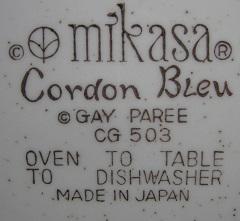 © mikasa ®
Cordon Bleu
© GAY PAREE
CG 503
OVEN TO TABLE
TO DISHWASHER
MADE IN JAPAN